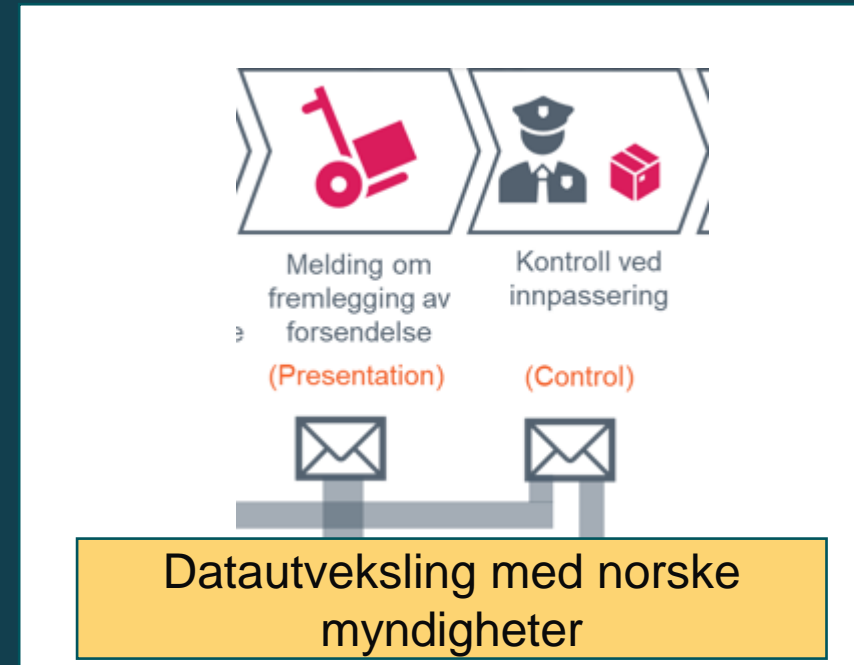 Melding om
fremlegging av
forsendelse
(Presentation)
Kontroll ved
innpassering
(Control)
e
Datautveksling med norske
myndigheter